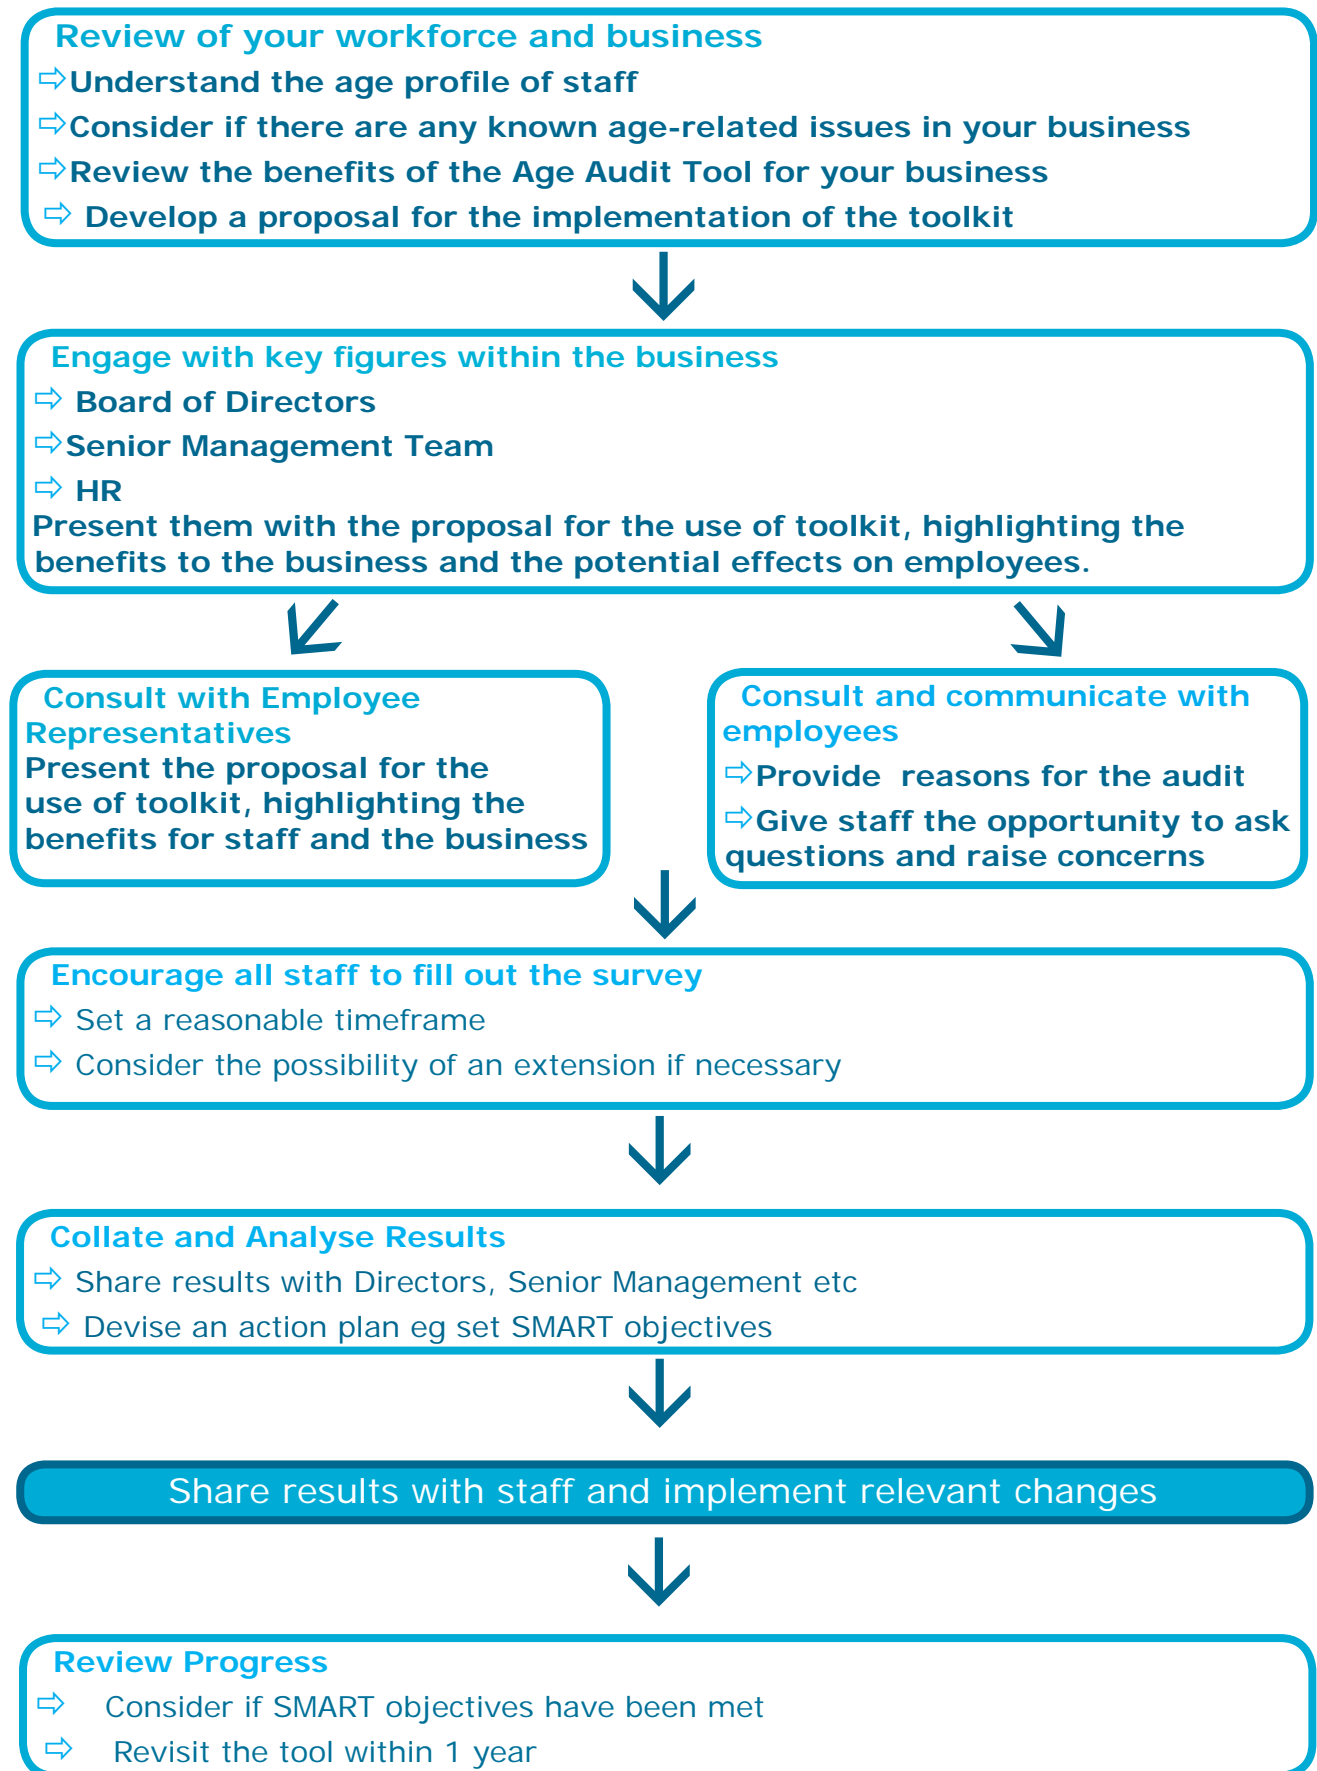 Review of your workforce and business
⇨Understand the age profile of staff
⇨Consider if there are any known age-related issues in your business
⇨Review the benefits of the Age Audit Tool for your business
⇨ Develop a proposal for the implementation of the toolkit
Engage with key figures within the business
⇨ Board of Directors
⇨Senior Management Team
⇨ HR
Present them with the proposal for the use of toolkit, highlighting the
benefits to the business and the potential effects on employees.
Consult with Employee
Representatives
Present the proposal for the
use of toolkit, highlighting the
benefits for staff and the business
Consult and communicate with
employees
⇨Provide  reasons for the audit
⇨Give staff the opportunity to ask
questions and raise concerns
Encourage all staff to fill out the survey
⇨ Set a reasonable timeframe
⇨ Consider the possibility of an extension if necessary
Collate and Analyse Results
⇨ Share results with Directors, Senior Management etc
⇨ Devise an action plan eg set SMART objectives
Share results with staff and implement relevant changes
Review Progress
⇨ Consider if SMART objectives have been met
⇨ Revisit the tool within 1 year